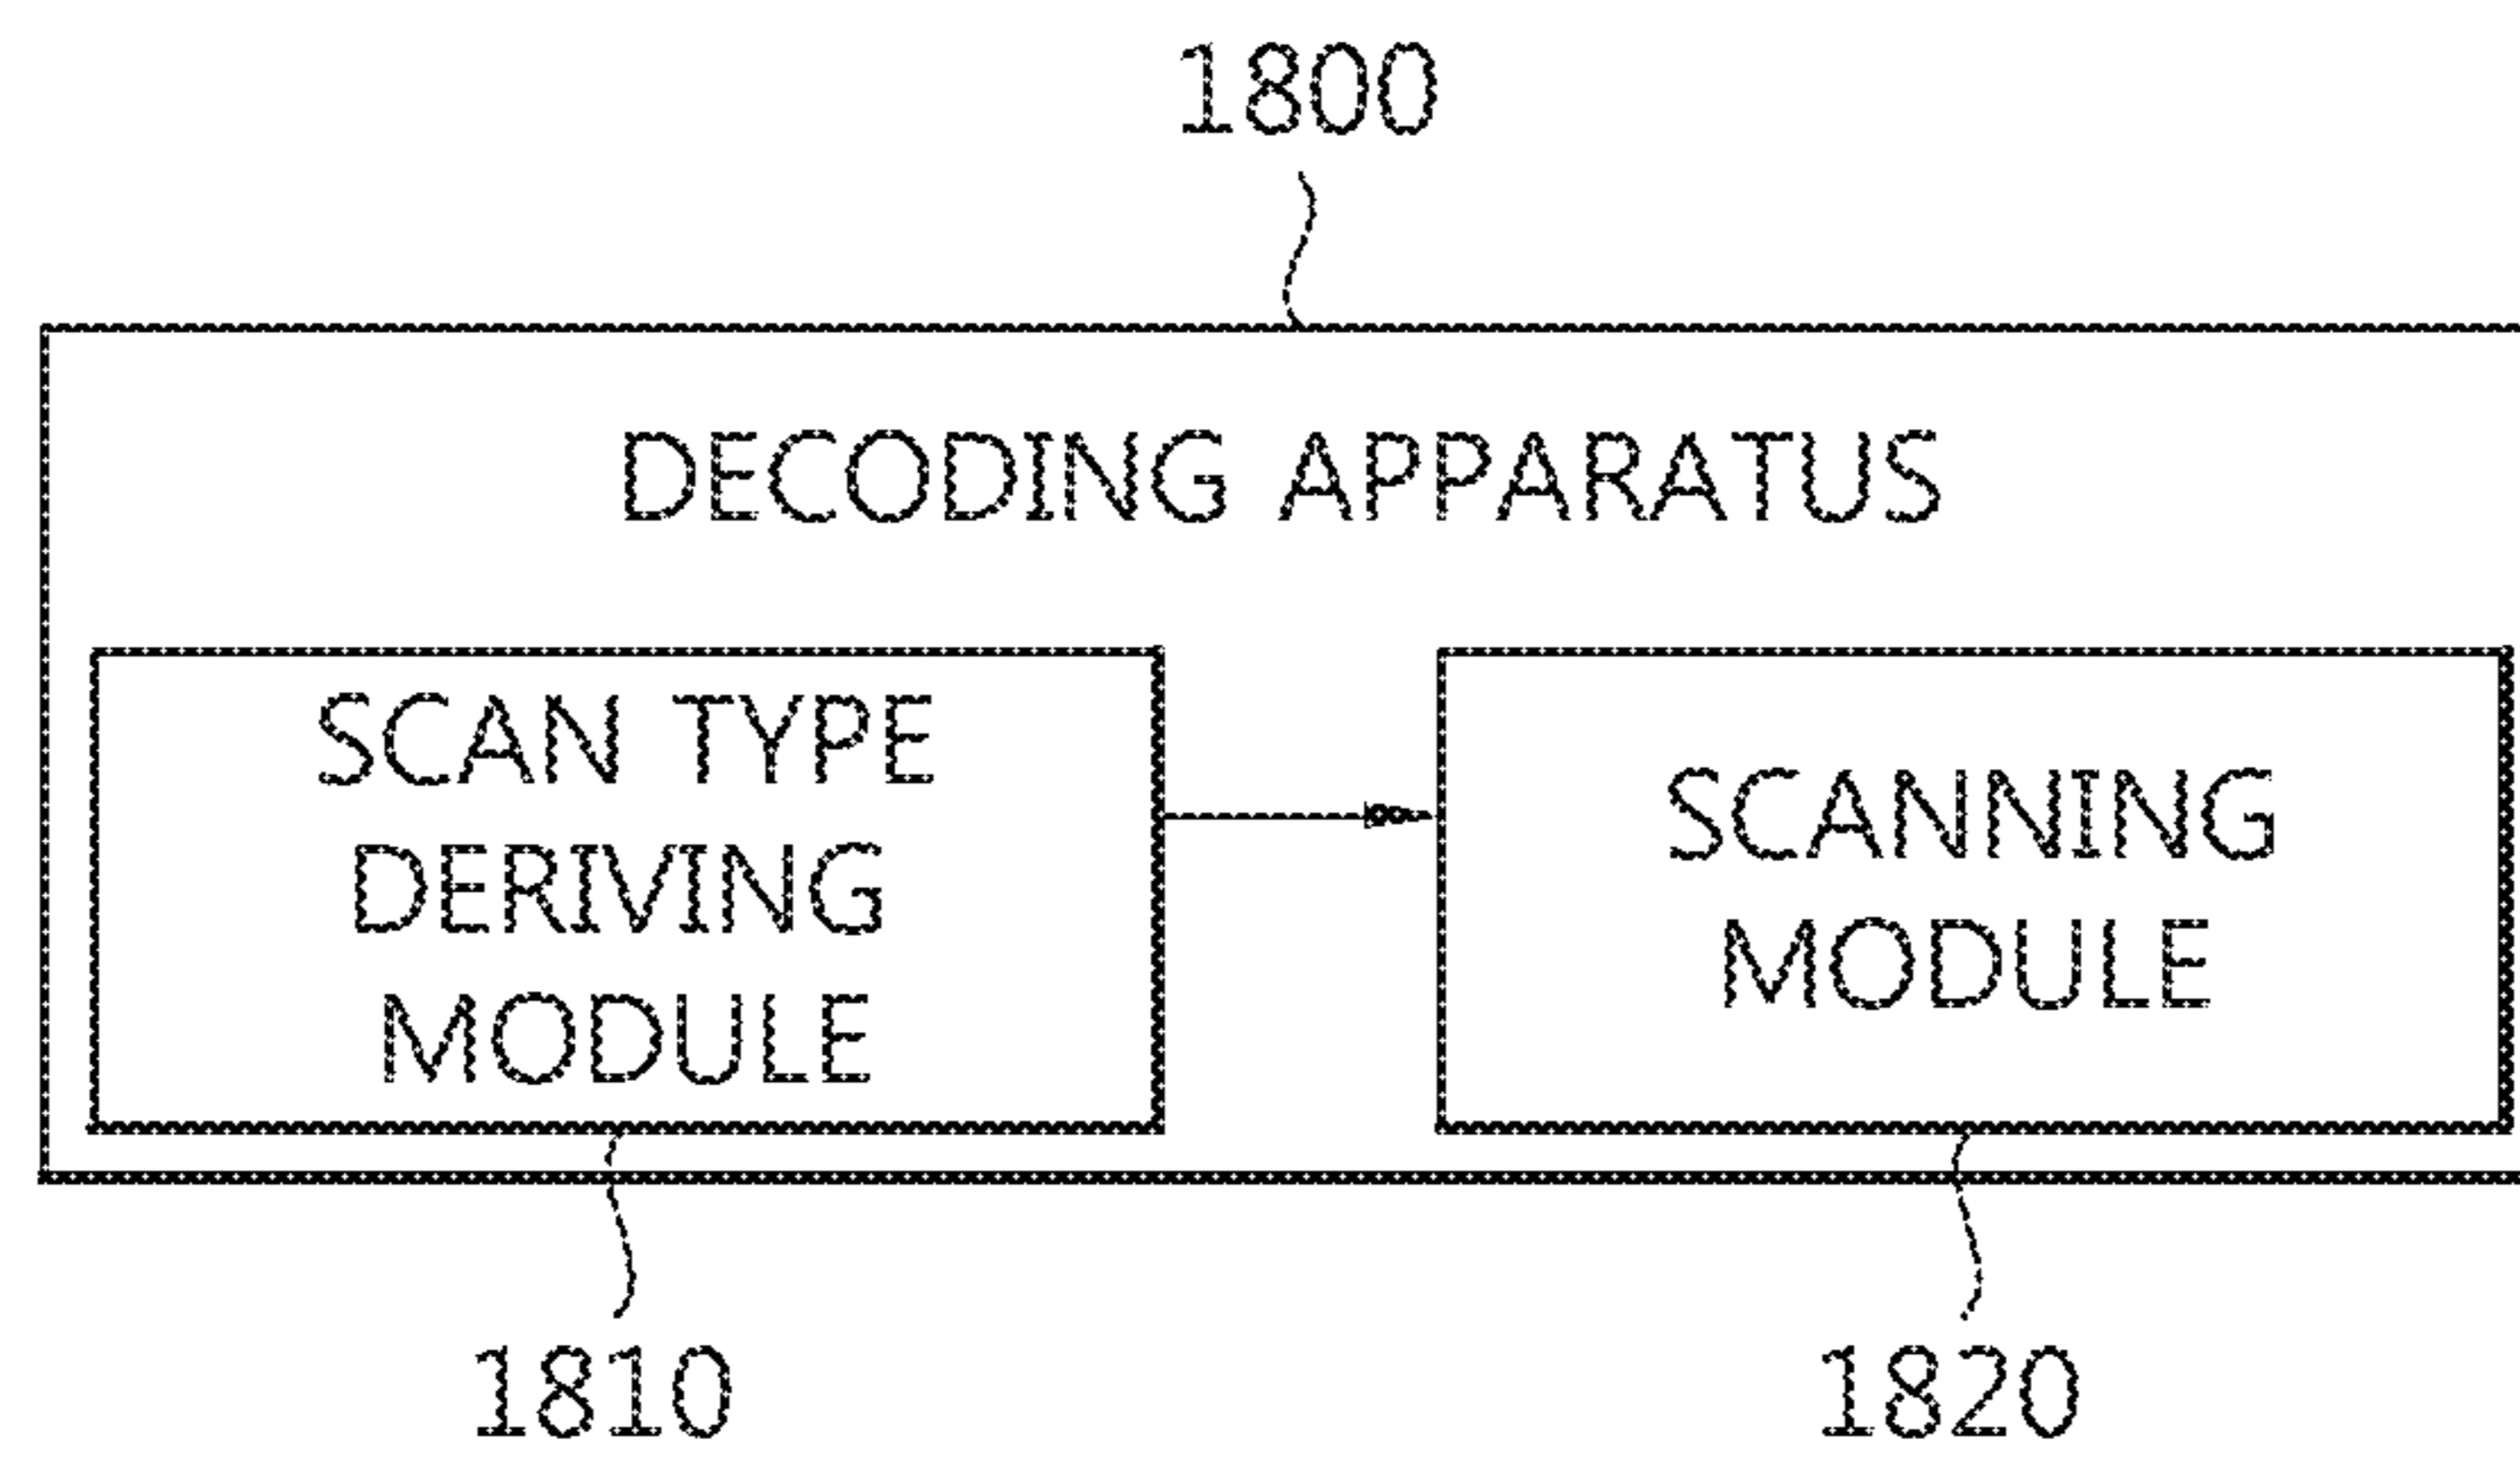 1800
DECODING APPARATUS
SCAN TYPE
DERIVING
MODULE
SCANNING
MODULE
1810
1820